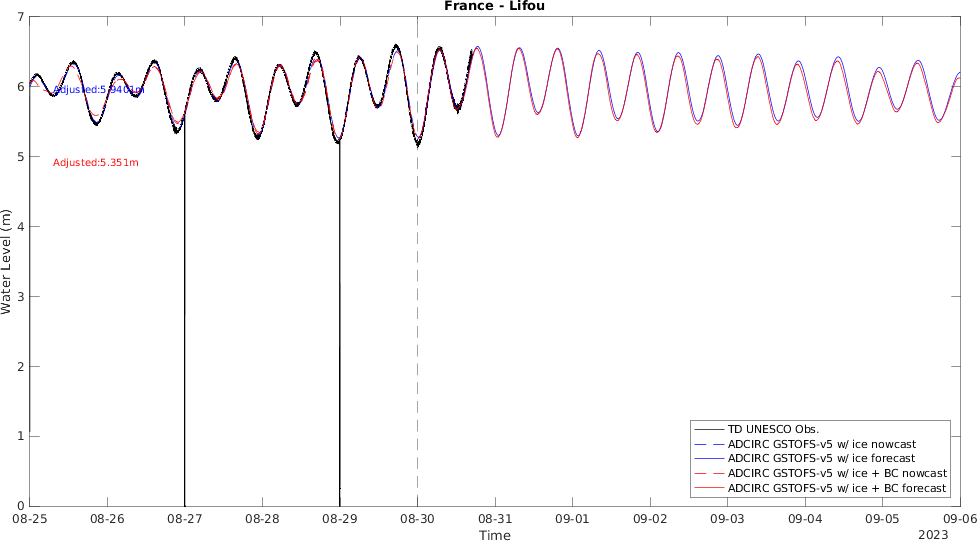 France - Lifou
7
6
5
4
3
2
1
0
Water Level (m)
Adjusted:5.9401m
Adjusted:5.351m
TD UNESCO Obs.
ADCIRC GSTOFS-v5 w/ ice nowcast
ADCIRC GSTOFS-v5 w/ ice forecast
ADCIRC GSTOFS-v5 w/ ice + BC nowcast
ADCIRC GSTOFS-v5 w/ ice + BC forecast
08-25 08-26 08-27 08-28 08-29 08-30 08-31 09-01 09-02 09-03 09-04 09-05 09-06
Time
2023